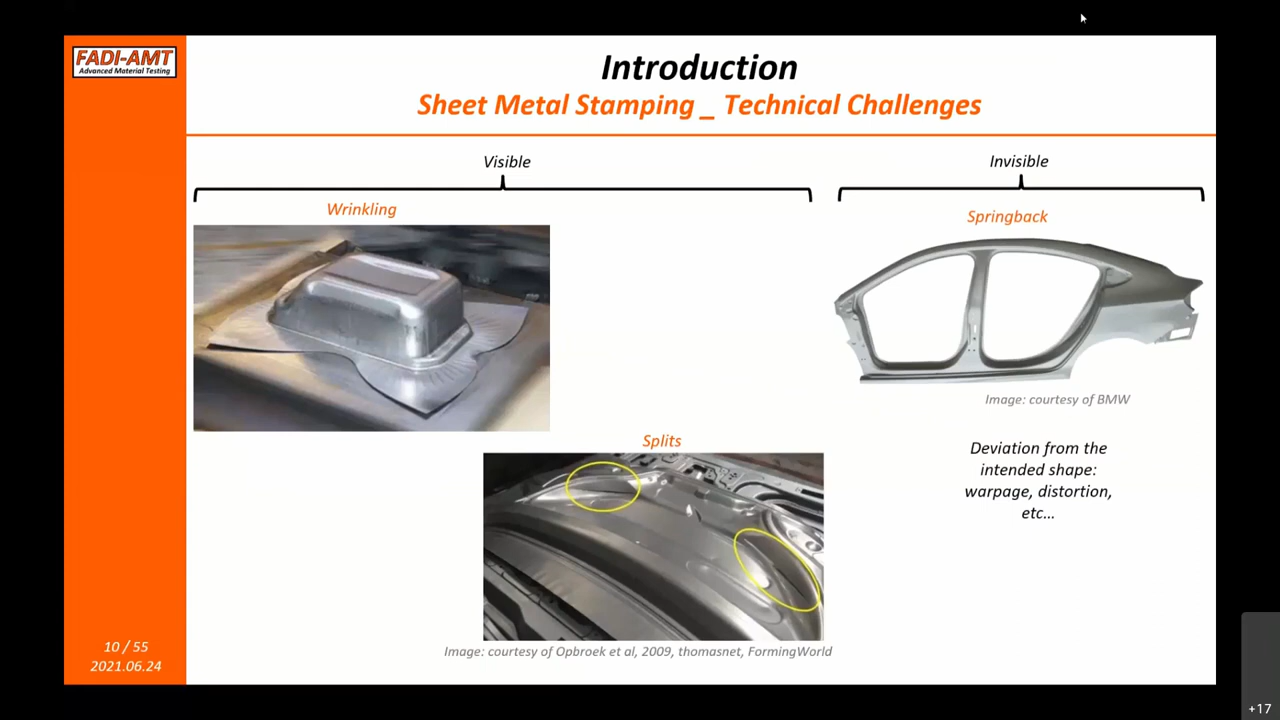 FADI-AMT
Advanced Material Testing
Introduction
Sheet Metal Stamping _ Technical Challenges
Visible
Wrinkling
Splits
Image: courtesy of Opbroek et al, 2009, thomasnet, FormingWorld
Invisible
Springback
Image: courtesy of BMW
Deviation from the
intended shape:
warpage, distortion,
etc...
10 / 55
2021.06.24
+17